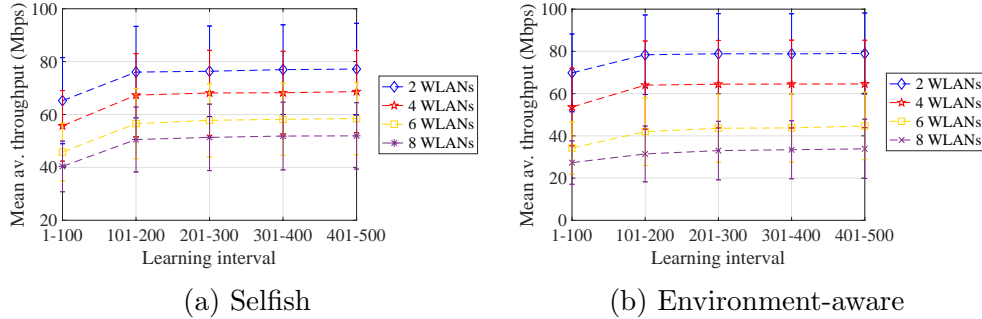 Mean av. throughput (Mbps)
100
80
60
40
20
1-100 101-200 201-300 301-400 401-500
Learning interval
2 WLANs
4 WLANs
6 WLANs
8 WLANs
(a) Selfish
Mean av. throughput (Mbps)
100
80
60
40
20
0
1-100 101-200 201-300 301-400 401-500
Learning interval
2 WLANs
4 WLANs
6 WLANs
8 WLANs
(b) Environment-aware